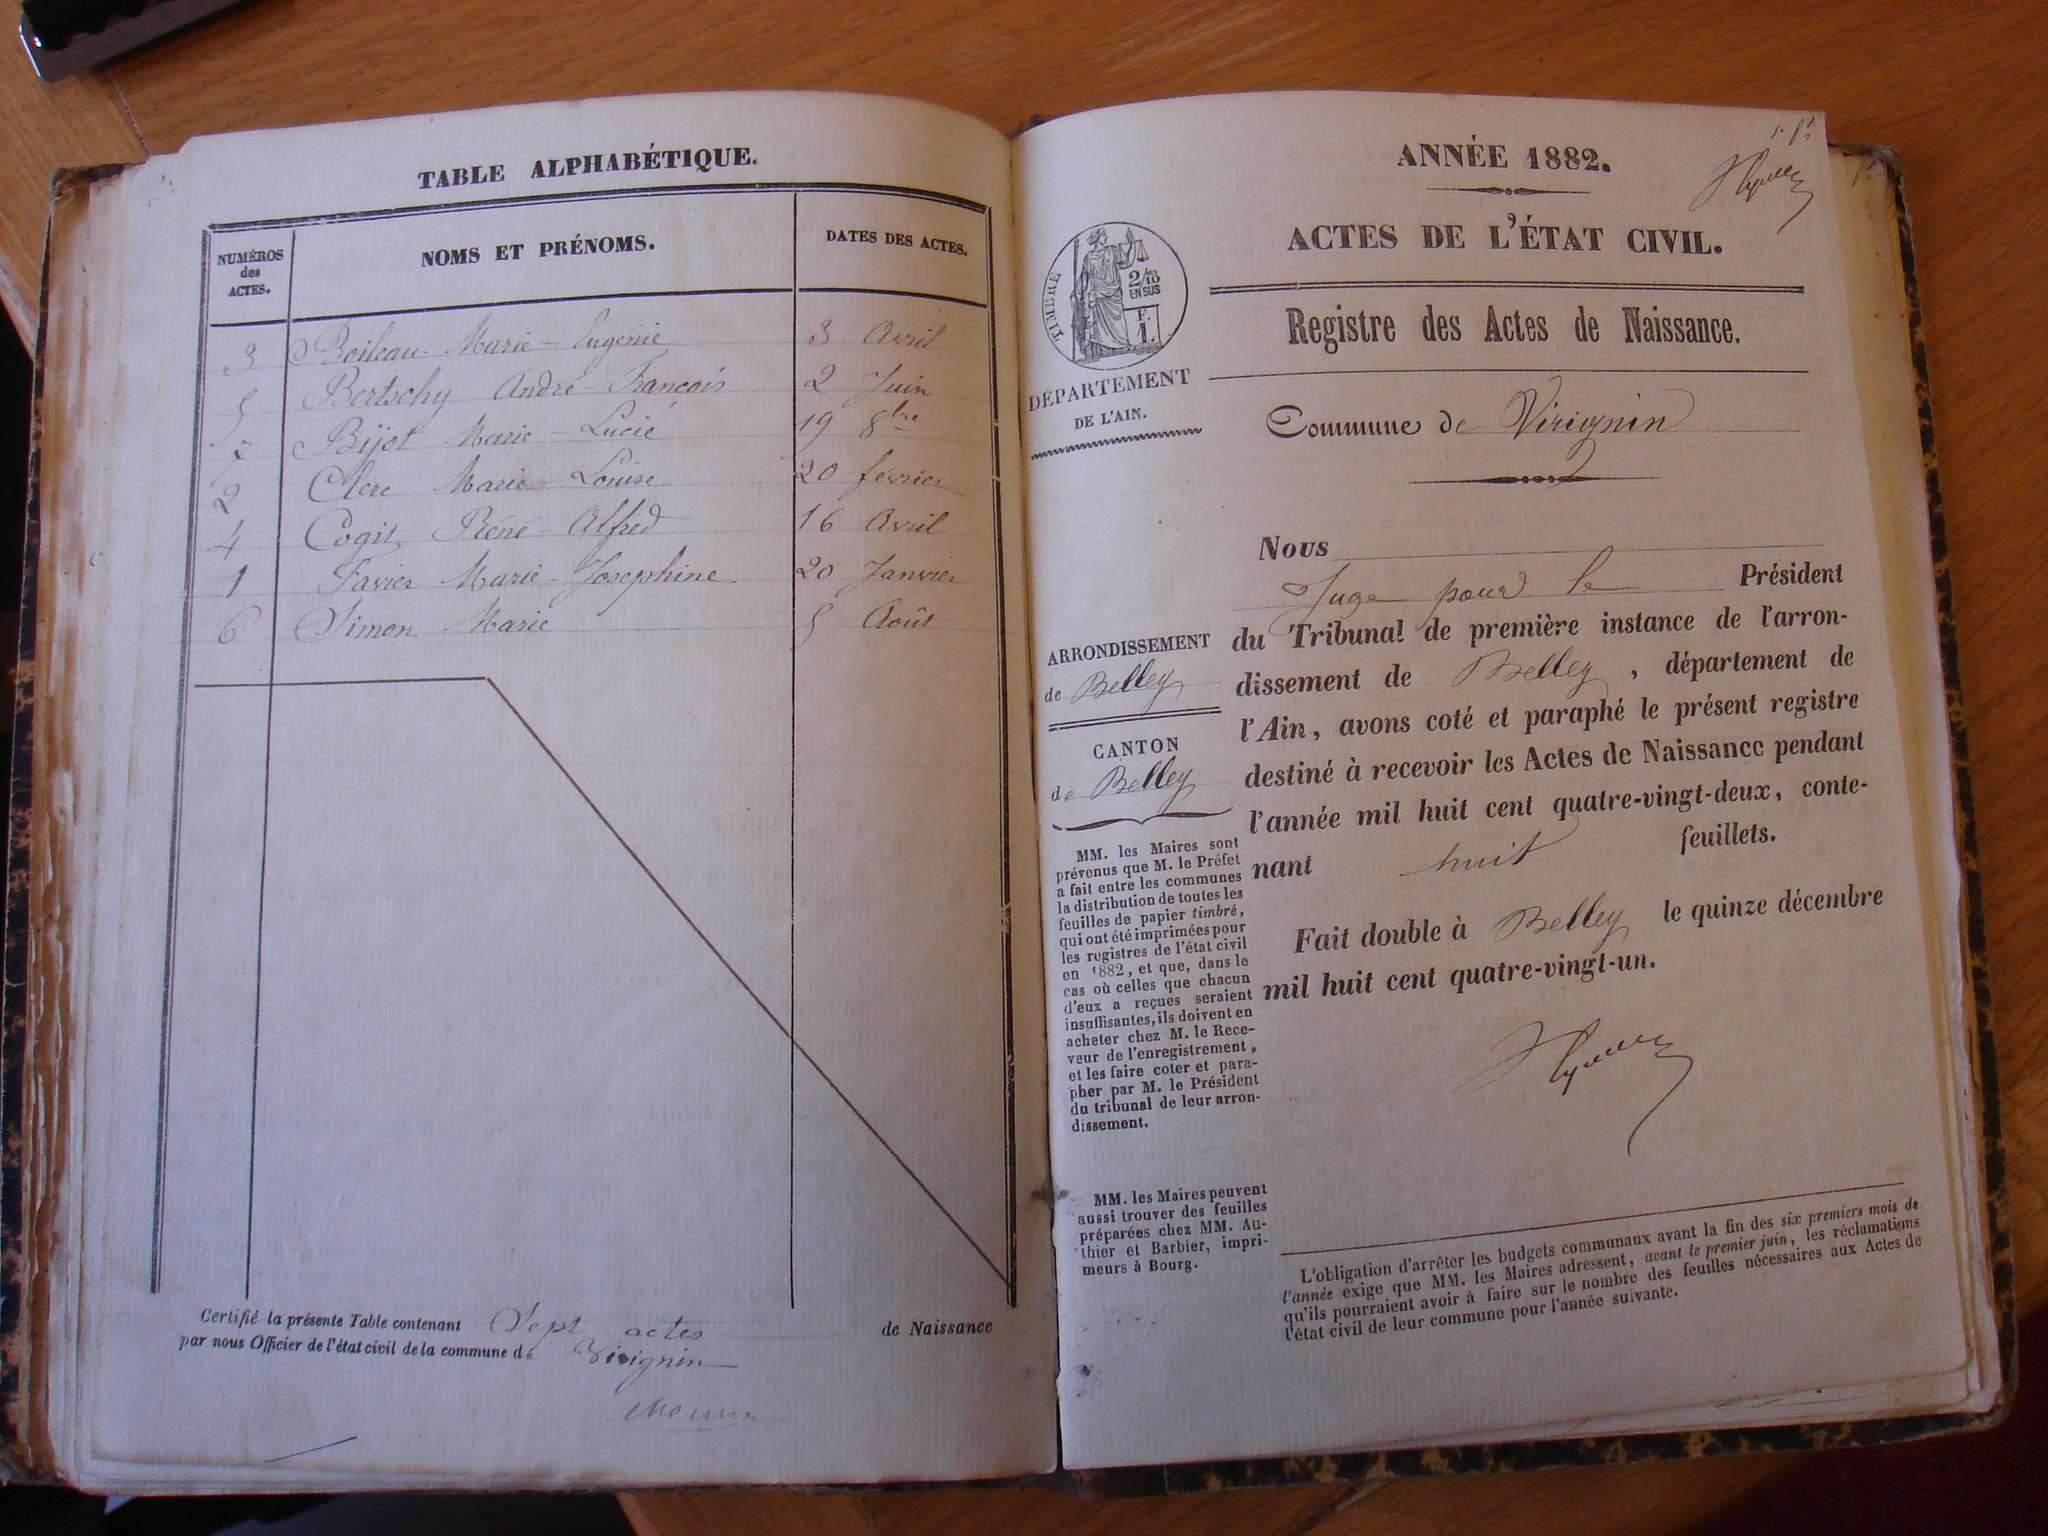 TABLE ALPHABÉTIQUE.
NUMÉROS
des
ACTES.
NOMS ET PRÉNOMS.
DATES DES ACTES.
3 Boileau Marie-Eugénie 3 Avril
5 Bertschy André-François 2 Juin
7 Bijot Marie-Lucie 19 8bre
2 Clerc Marie-Louise 20 février
4 Cogit Réné-Alfred 16 Avril
1 Favier Marie-Josephine 20 Janvier
6 Simon Marie 5 Août
Certifié la présente Table contenant Sept actes de Naissance
par nous Officier de l'état civil de la commune de Virignin
ANNÉE 1882.
ACTES DE L'ÉTAT CIVIL.
Registre des Actes de Naissance.
TIMBRE
2/10
EN SUS
F.
1.
DÉPARTEMENT
DE L'AIN.
Commune de Virignin
ARRONDISSEMENT
de Belley
CANTON
de Belley
MM. les Maires sont
prévenus que M. le Préfet
a fait entre les communes
la distribution de toutes les
feuilles de papier timbré,
qui ont été imprimées pour
les registres de l'état civil
en 1882, et que, dans le
cas où celles que chacun
d'eux a reçues seraient
insuffisantes, ils doivent en
acheter chez M. le Rece-
veur de l'enregistrement,
et les faire coter et para-
pher par M. le Président
du tribunal de leur arron-
dissement.
MM. les Maires peuvent
aussi trouver des feuilles
préparées chez MM. Au-
thier et Barbier, impri-
meurs à Bourg.
Nous
Juge pour le Président
du Tribunal de première instance de l'arron-
dissement de Belley, département de
l'Ain, avons coté et paraphé le présent registre
destiné à recevoir les Actes de Naissance pendant
l'année mil huit cent quatre-vingt-deux, conte-
nant huit feuillets.
Fait double à Belley le quinze décembre
mil huit cent quatre-vingt-un.
L'obligation d'arrêter les budgets communaux avant la fin des six premiers mois de
l'année exige que MM. les Maires adressent, avant le premier juin, les réclamations
qu'ils pourraient avoir à faire sur le nombre des feuilles nécessaires aux Actes de
l'état civil de leur commune pour l'année suivante.